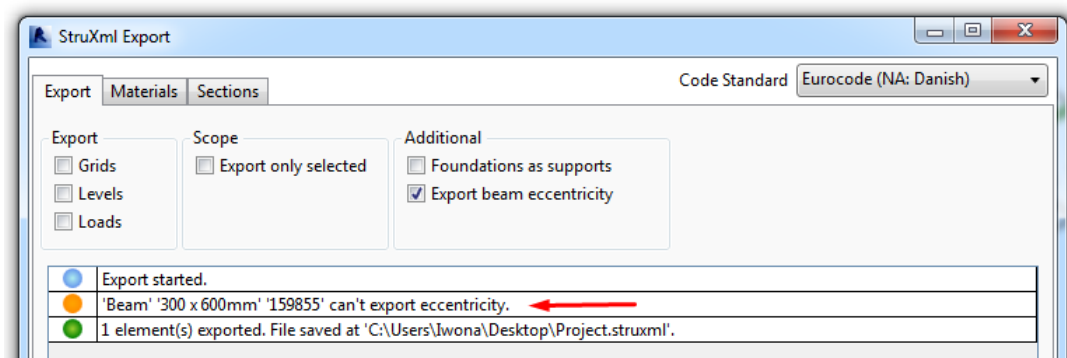 StruXml Export
Code Standard Eurocode (NA: Danish)
Export Materials Sections
Export Scope Additional
Grids Export only selected Foundations as supports
Levels Export beam eccentricity
Loads
Export started.
'Beam' '300 x 600mm' '159855' can't export eccentricity.
1 element(s) exported. File saved at 'C:\Users\Iwona\Desktop\Project.struxml'.